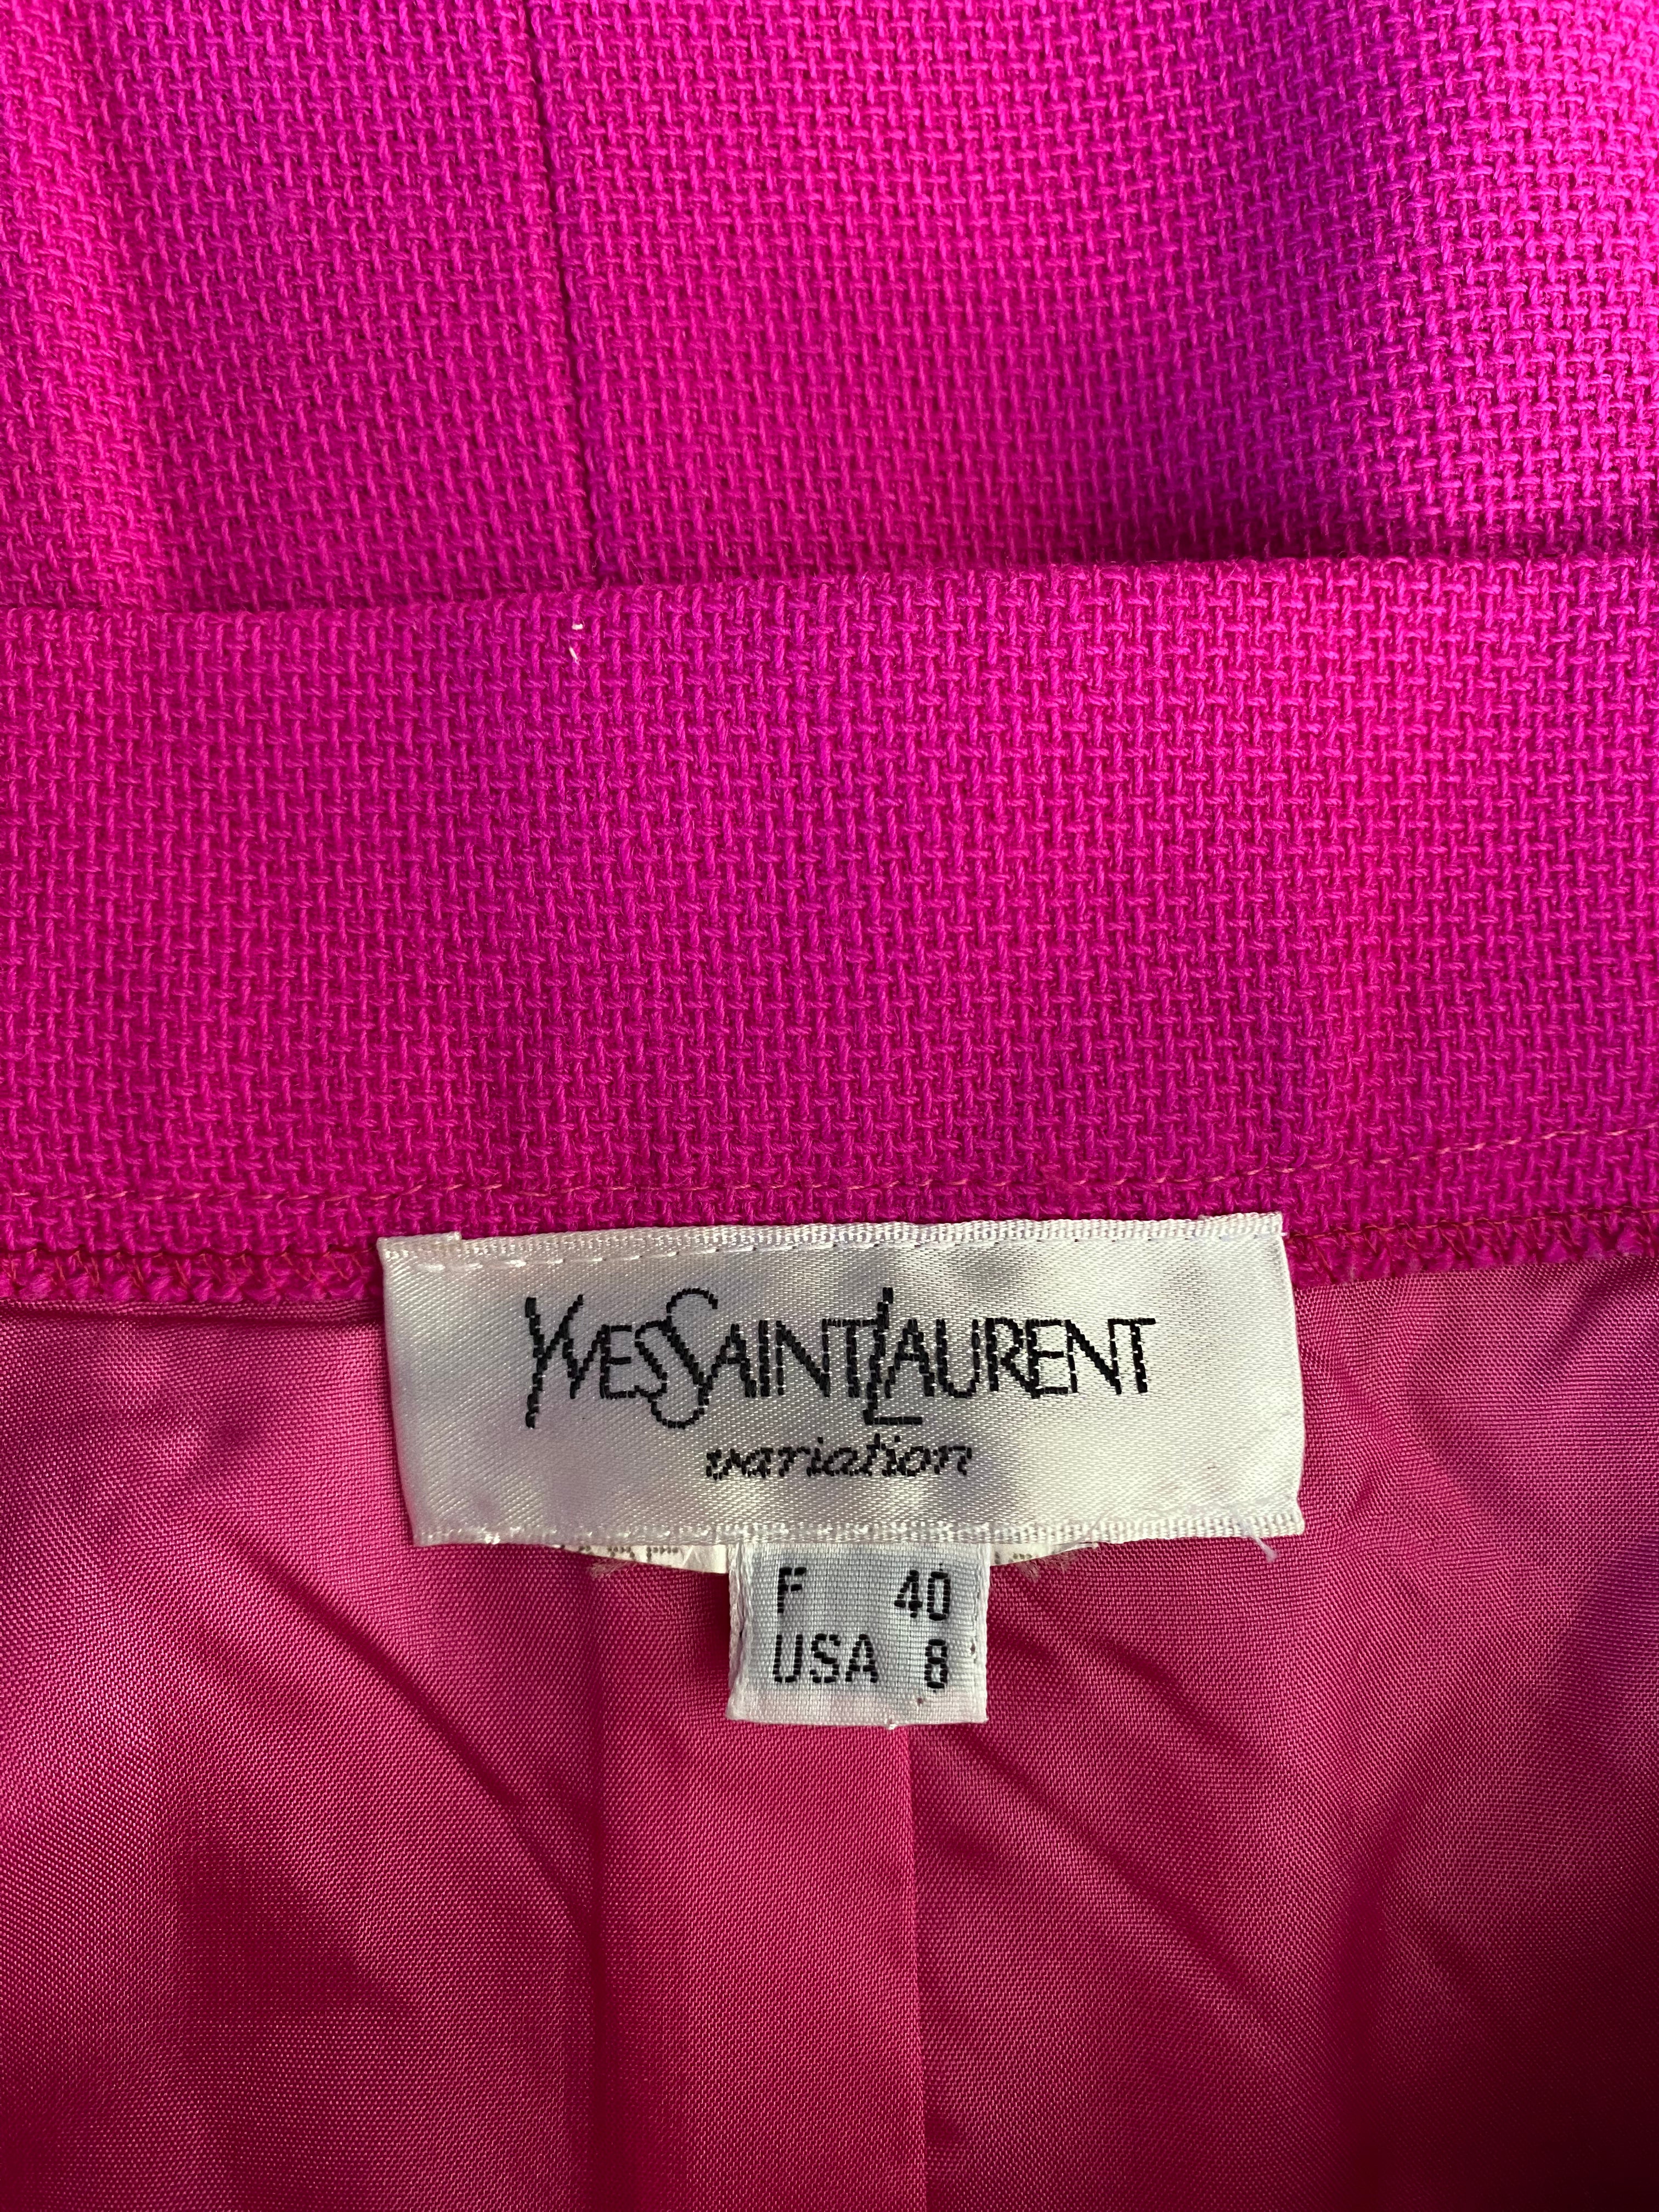 YVESSAINTLAURENT
variation
F 40
USA 8